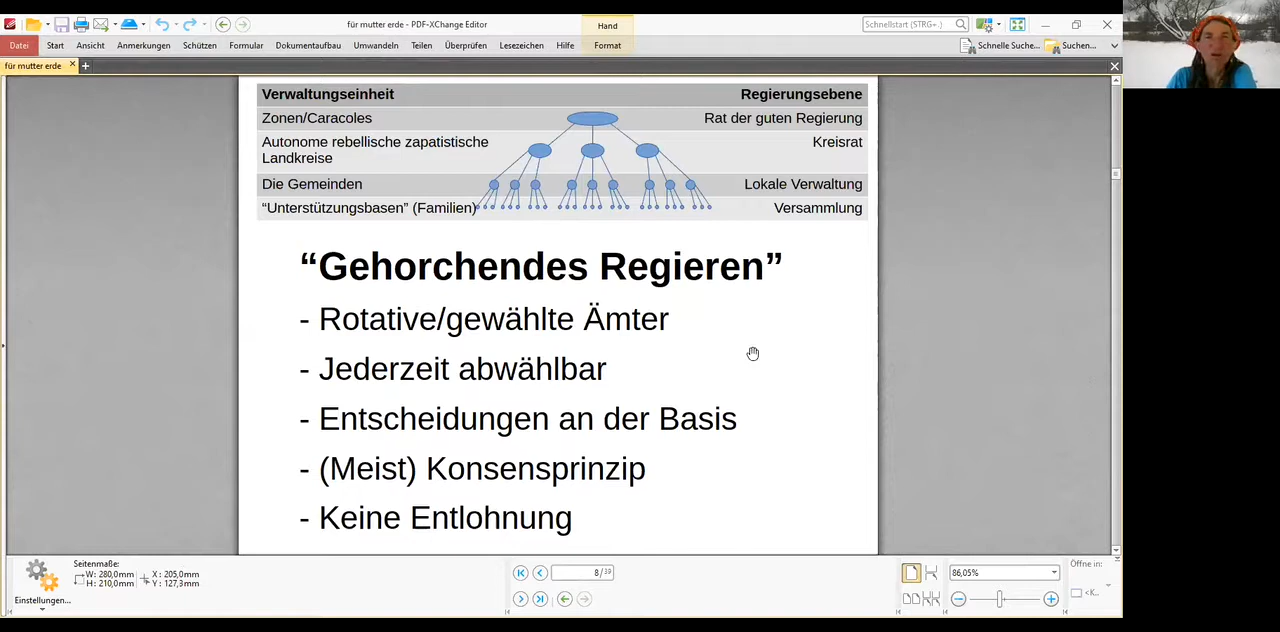 für mutter erde - PDF-XChange Editor
Hand
Schnellstart (STRG+.)
Datei Start Ansicht Anmerkungen Schützen Formular Dokumentaufbau Umwandeln Teilen Überprüfen Lesezeichen Hilfe Format Schnelle Suche... Suchen...
für mutter erde
Verwaltungseinheit Regierungsebene
Zonen/Caracoles Rat der guten Regierung
Autonome rebellische zapatistische Kreisrat
Landkreise
Die Gemeinden Lokale Verwaltung
“Unterstützungsbasen” (Familien) Versammlung
“Gehorchendes Regieren”
- Rotative/gewählte Ämter
- Jederzeit abwählbar
- Entscheidungen an der Basis
- (Meist) Konsensprinzip
- Keine Entlohnung
Einstellungen...
Seitenmaße:
W: 280,0mm X : 205,0mm
H: 210,0mm Y : 127,3mm
8/39
86,05%
Öffne in:
<K...